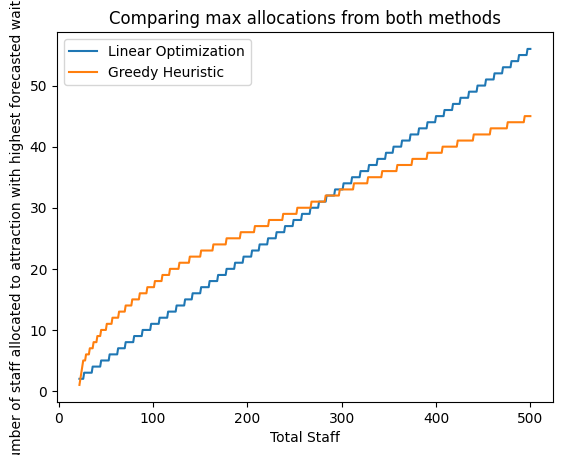 Comparing max allocations from both methods
Linear Optimization
Greedy Heuristic
of staff allocated to attraction with highest forecasted wait
50
40
30
20
10
0
0 100 200 300 400 500
Total Staff